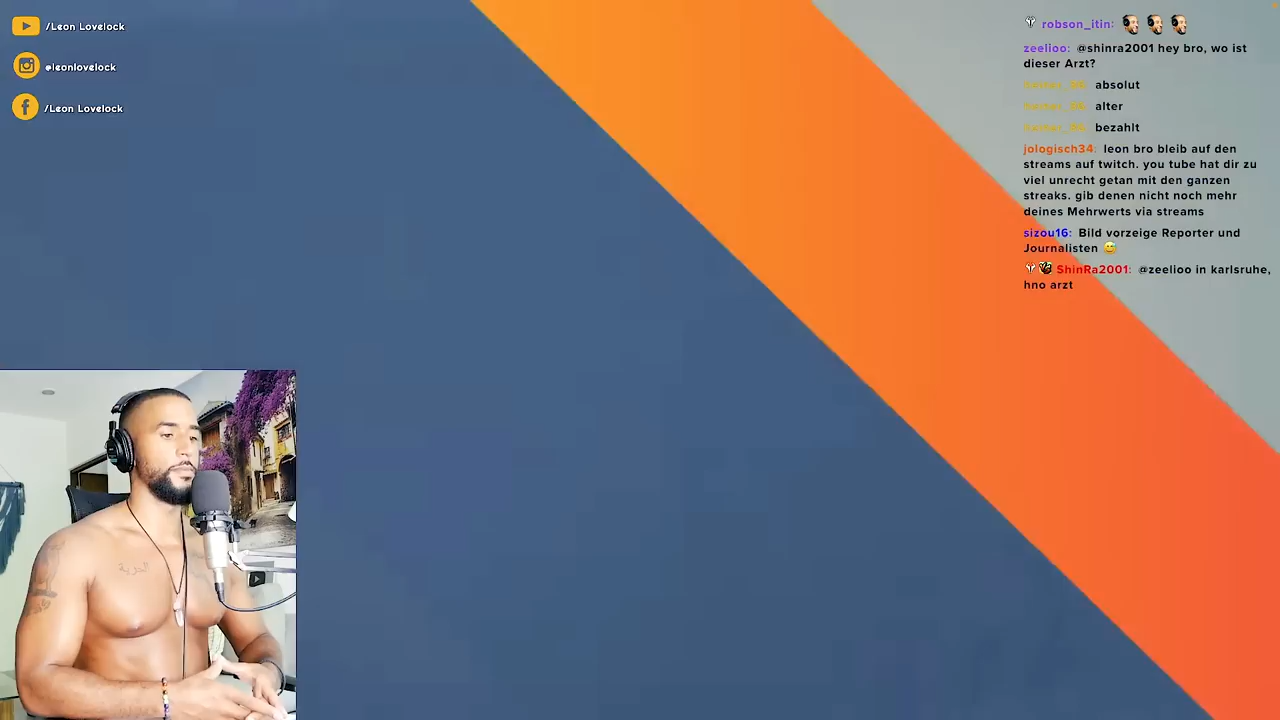 /Leon Lovelock
@leonlovelock
/Leon Lovelock
robson_itin:
zeelioo: @shinra2001 hey bro, wo ist
dieser Arzt?
absolut
alter
bezahlt
jologisch34: leon bro bleib auf den
streams auf twitch. you tube hat dir zu
viel unrecht getan mit den ganzen
streaks. gib denen nicht noch mehr
deines Mehrwerts via streams
sizou16: Bild vorzeige Reporter und
Journalisten 😅
ShinRa2001: @zeelioo in karlsruhe,
hno arzt
الحرية